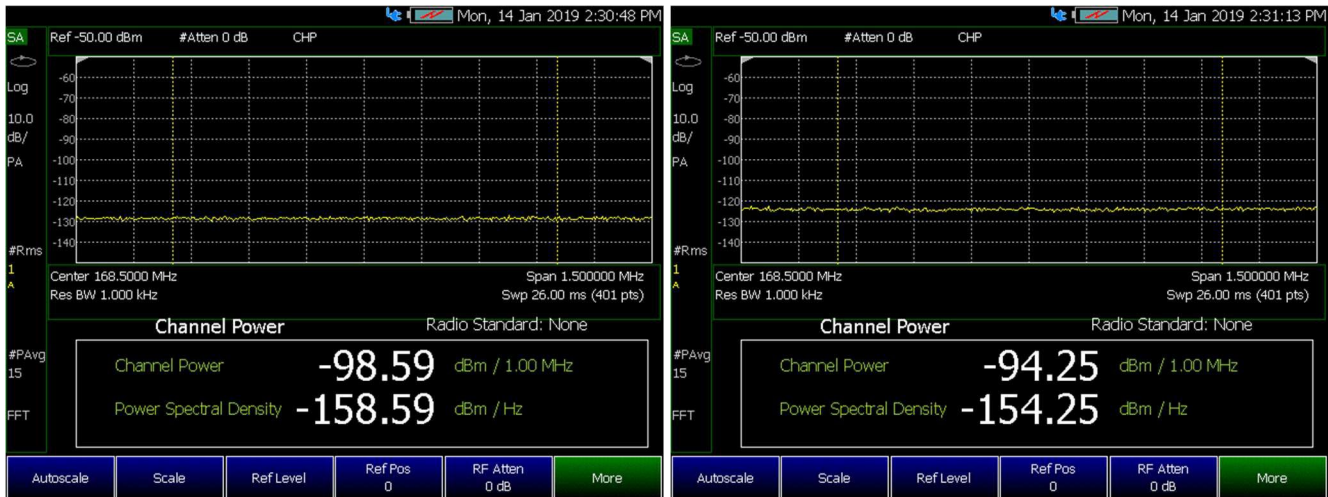 Mon, 14 Jan 2019 2:30:48 PM
SA
Ref -50.00 dBm #Atten 0 dB CHP
Log
10.0
dB/
PA
#Rms
1
A
#PAvg
15
FFT
-60
-70
-80
-90
-100
-110
-120
-130
-140
Center 168.5000 MHz Span 1.500000 MHz
Res BW 1.000 kHz Swp 26.00 ms (401 pts)
Channel Power Radio Standard: None
Channel Power -98.59 dBm / 1.00 MHz
Power Spectral Density -158.59 dBm / Hz
Autoscale Scale Ref Level Ref Pos RF Atten More
0 0 dB
Mon, 14 Jan 2019 2:31:13 PM
SA
Ref -50.00 dBm #Atten 0 dB CHP
Log
10.0
dB/
PA
#Rms
1
A
#PAvg
15
FFT
-60
-70
-80
-90
-100
-110
-120
-130
-140
Center 168.5000 MHz Span 1.500000 MHz
Res BW 1.000 kHz Swp 26.00 ms (401 pts)
Channel Power Radio Standard: None
Channel Power -94.25 dBm / 1.00 MHz
Power Spectral Density -154.25 dBm / Hz
Autoscale Scale Ref Level Ref Pos RF Atten More
0 0 dB